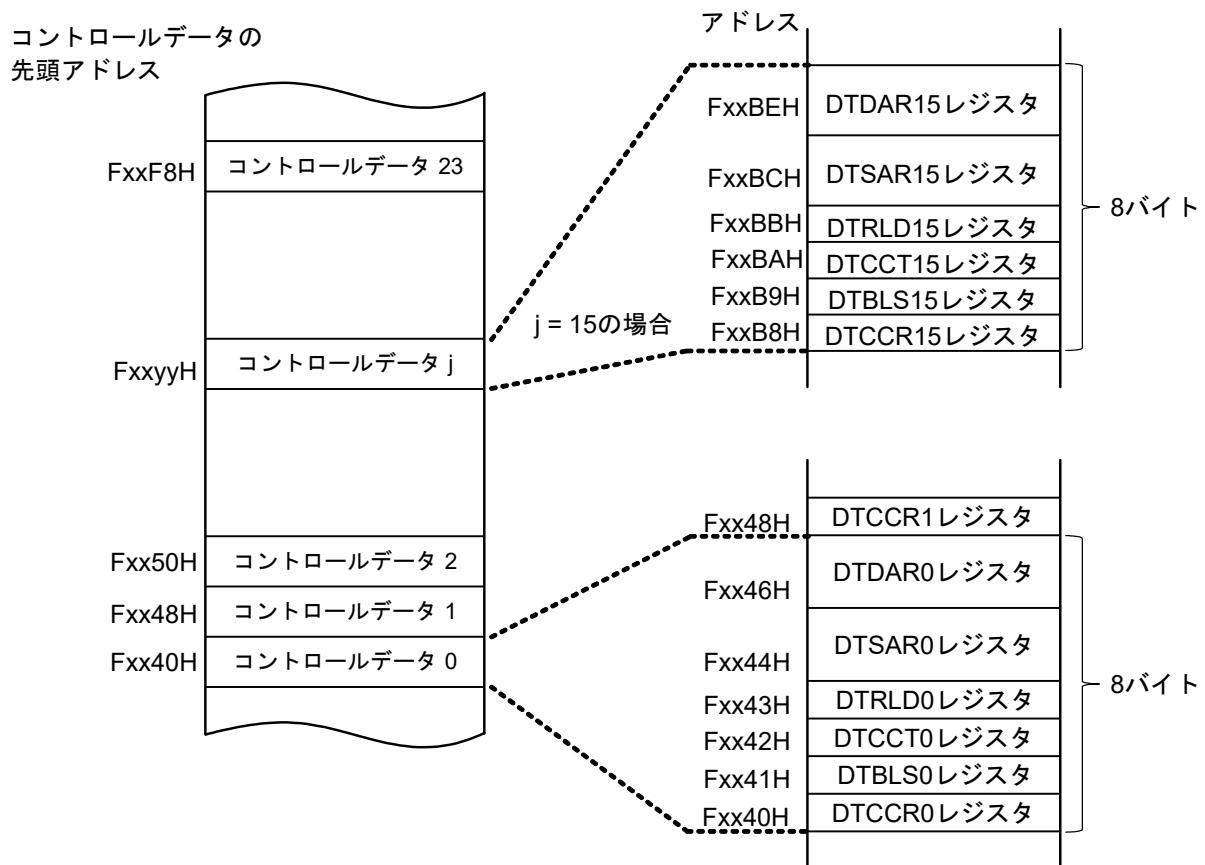 コントロールデータの
先頭アドレス
FxxF8H
コントロールデータ 23
FxxyyH
コントロールデータ j
Fxx50H
コントロールデータ 2
Fxx48H
コントロールデータ 1
Fxx40H
コントロールデータ 0
j = 15の場合
アドレス
FxxBEH
DTDAR15レジスタ
FxxBCH
DTSAR15レジスタ
FxxBBH
DTRLD15レジスタ
FxxBAH
DTCCT15レジスタ
FxxB9H
DTBLS15レジスタ
FxxB8H
DTCCR15レジスタ
8バイト
Fxx48H
DTCCR1レジスタ
Fxx46H
DTDAR0レジスタ
Fxx44H
DTSAR0レジスタ
Fxx43H
DTRLD0レジスタ
Fxx42H
DTCCT0レジスタ
Fxx41H
DTBLS0レジスタ
Fxx40H
DTCCR0レジスタ
8バイト